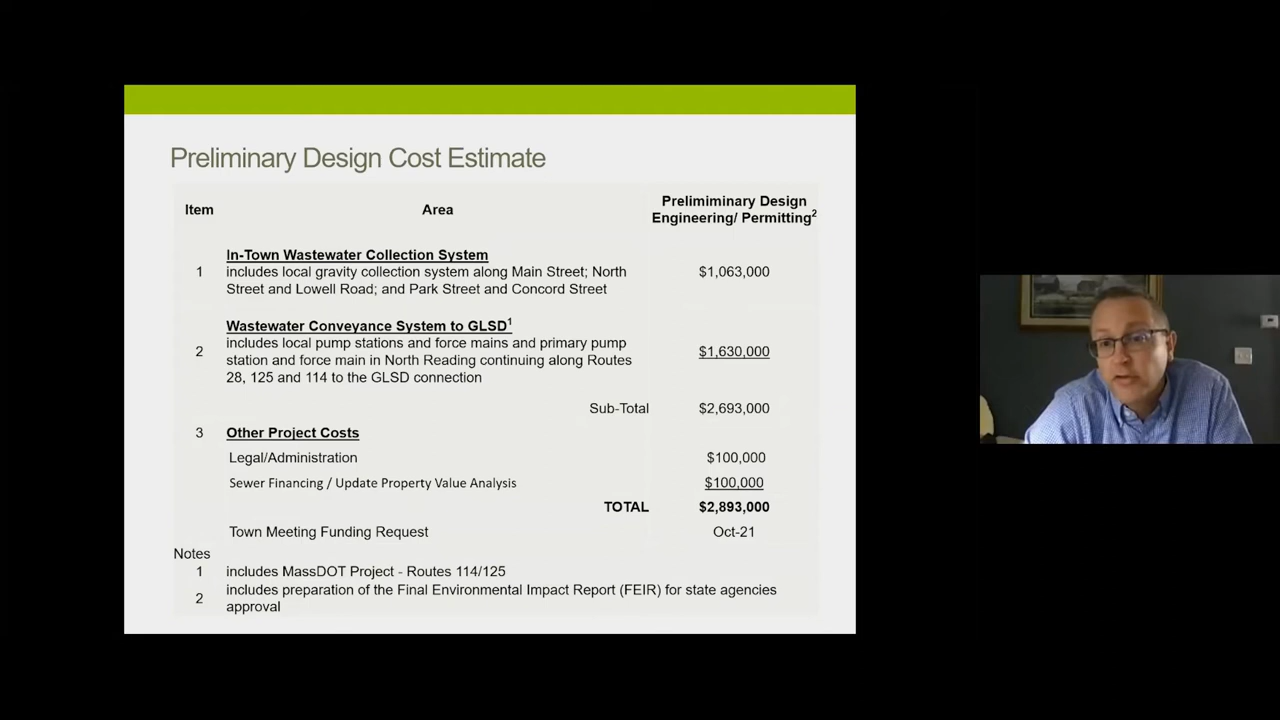 Preliminary Design Cost Estimate
Item Area Prelimiminary Design
Engineering/ Permitting2
In-Town Wastewater Collection System
1 includes local gravity collection system along Main Street; North $1,063,000
Street and Lowell Road; and Park Street and Concord Street
Wastewater Conveyance System to GLSD1
includes local pump stations and force mains and primary pump
2 station and force main in North Reading continuing along Routes $1,630,000
28, 125 and 114 to the GLSD connection
Sub-Total $2,693,000
3 Other Project Costs
Legal/Administration $100,000
Sewer Financing / Update Property Value Analysis $100,000
TOTAL $2,893,000
Town Meeting Funding Request Oct-21
Notes
1 includes MassDOT Project - Routes 114/125
2 includes preparation of the Final Environmental Impact Report (FEIR) for state agencies
approval